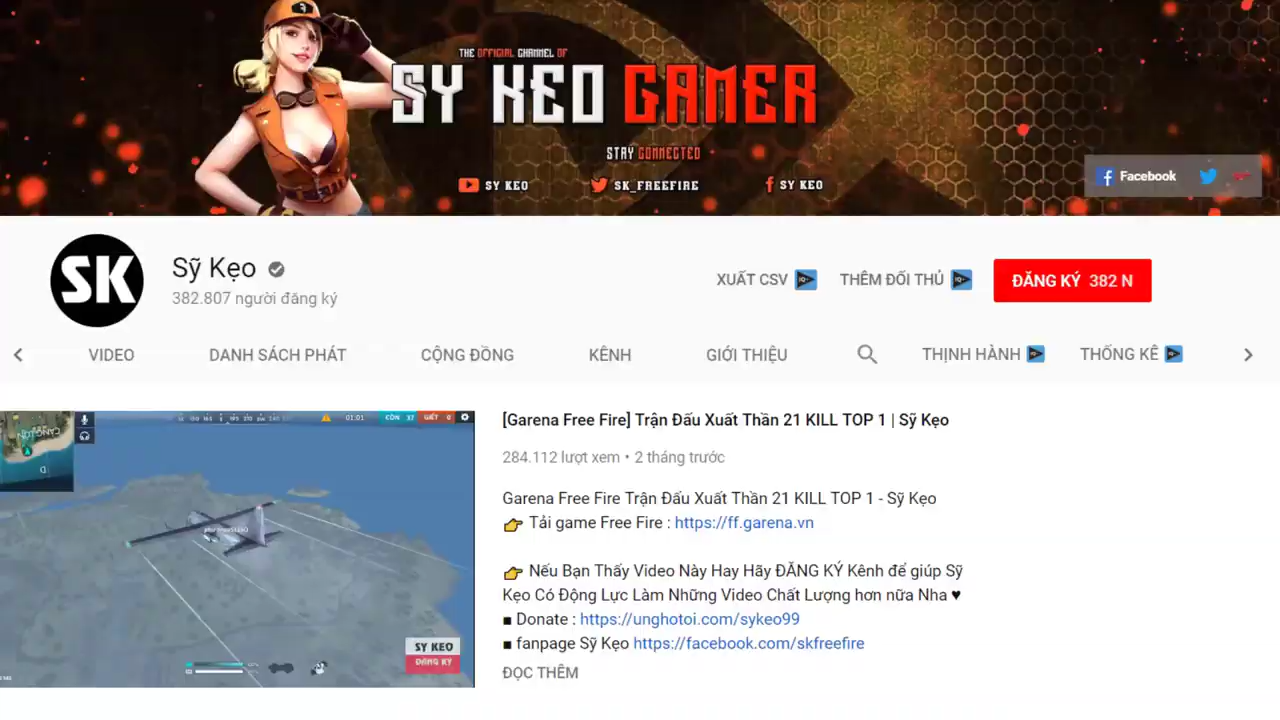 THE OFFICIAL CHANNEL OF
SY KEO GAMER
STAY CONNECTED
SY KEO
SK_FREEFIRE
SY KEO
Facebook
SK
Sỹ Kẹo
382.807 người đăng ký
XUẤT CSV
THÊM ĐỐI THỦ
ĐĂNG KÝ 382 N
VIDEO
DANH SÁCH PHÁT
CỘNG ĐỒNG
KÊNH
GIỚI THIỆU
THỊNH HÀNH
THỐNG KÊ
01:01
CÒN 37
GIẾT 0
SY KEO
ĐĂNG KÝ
[Garena Free Fire] Trận Đấu Xuất Thần 21 KILL TOP 1 | Sỹ Kẹo
284.112 lượt xem • 2 tháng trước
Garena Free Fire Trận Đấu Xuất Thần 21 KILL TOP 1 - Sỹ Kẹo
👉 Tải game Free Fire : https://ff.garena.vn
👉 Nếu Bạn Thấy Video Này Hay Hãy ĐĂNG KÝ Kênh để giúp Sỹ
Kẹo Có Động Lực Làm Những Video Chất Lượng hơn nữa Nha ♥
■ Donate : https://unghotoi.com/sykeo99
■ fanpage Sỹ Kẹo https://facebook.com/skfreefire
ĐỌC THÊM